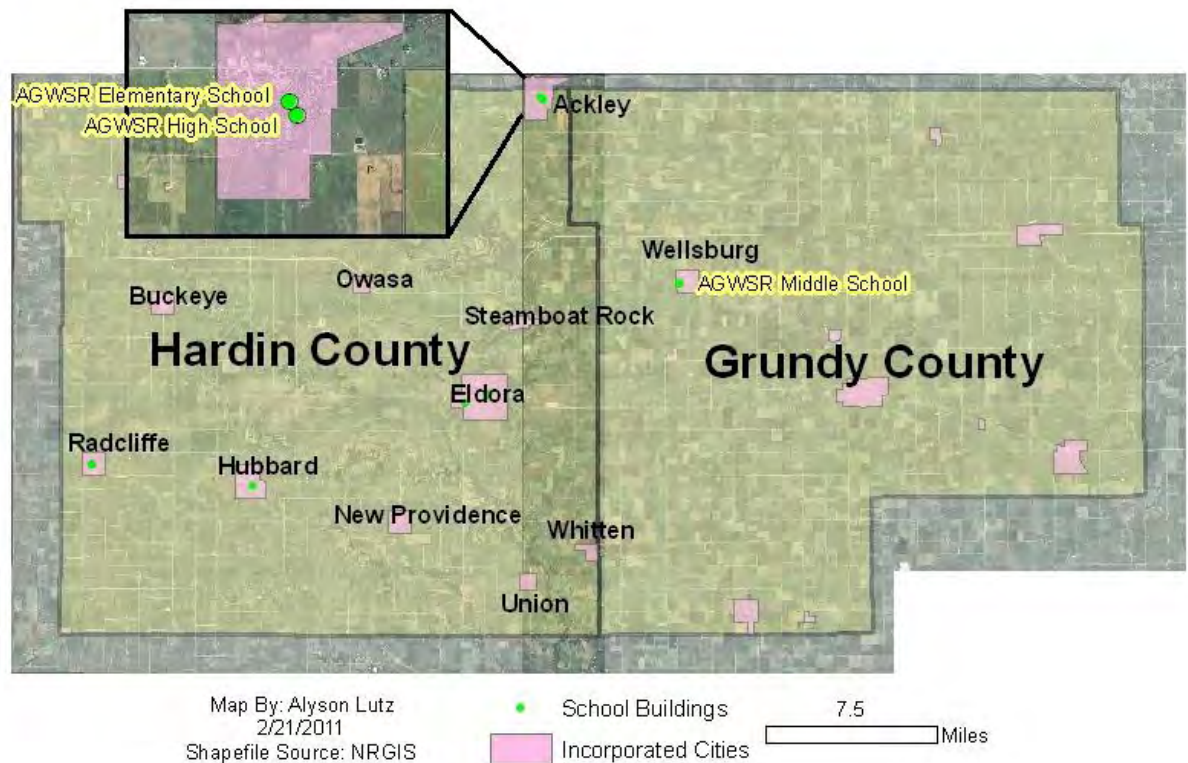 AGWSR Elementary School
AGWSR High School
Ackley
Wellsburg
AGWSR Middle School
Owasa
Buckeye
Steamboat Rock
Hardin County
Grundy County
Eldora
Radcliffe
Hubbard
New Providence
Whitten
Union
Map By: Alyson Lutz
2/21/2011
Shapefile Source: NRGIS
School Buildings
Incorporated Cities
7.5
Miles